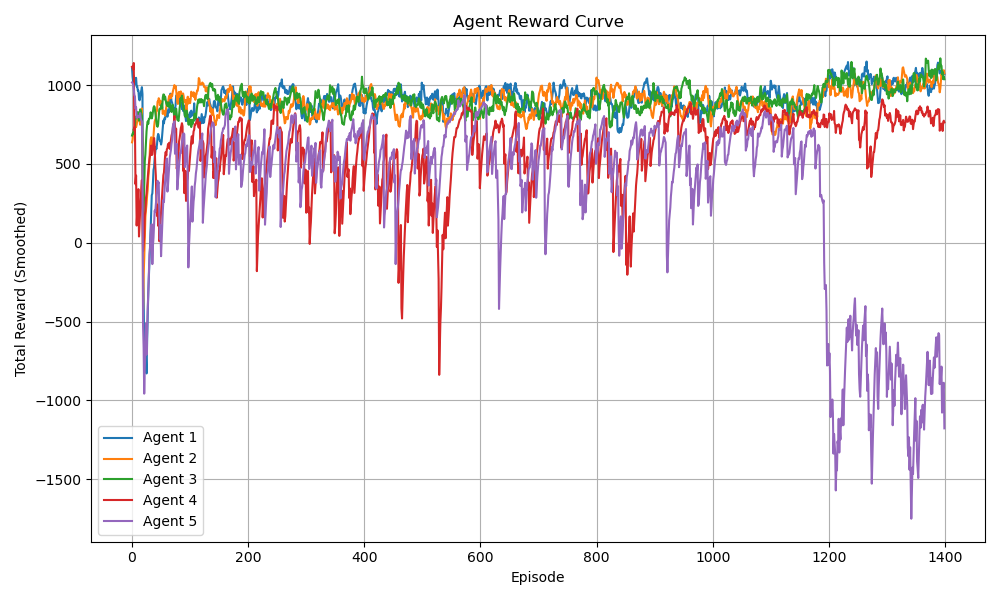 Agent Reward Curve
Total Reward (Smoothed)
1000
500
0
−500
−1000
−1500
Agent 1
Agent 2
Agent 3
Agent 4
Agent 5
0 200 400 600 800 1000 1200 1400
Episode